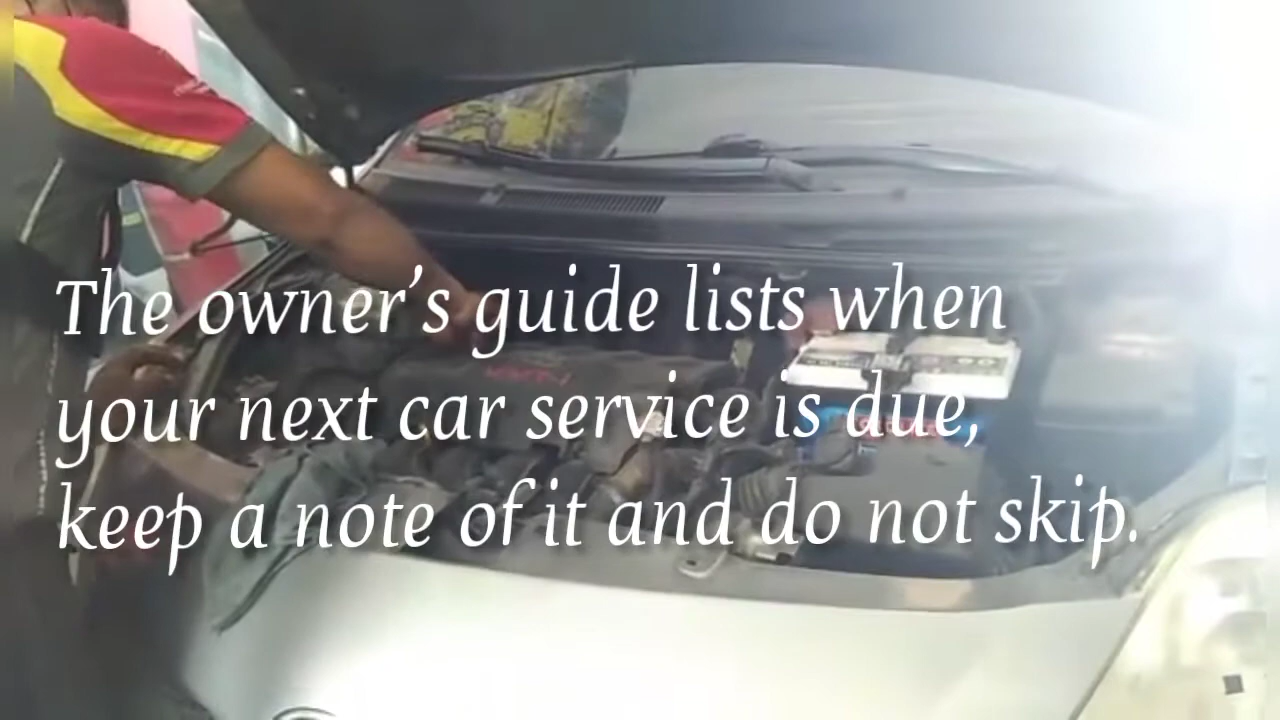 The owner’s guide lists when
your next car service is due,
keep a note of it and do not skip.